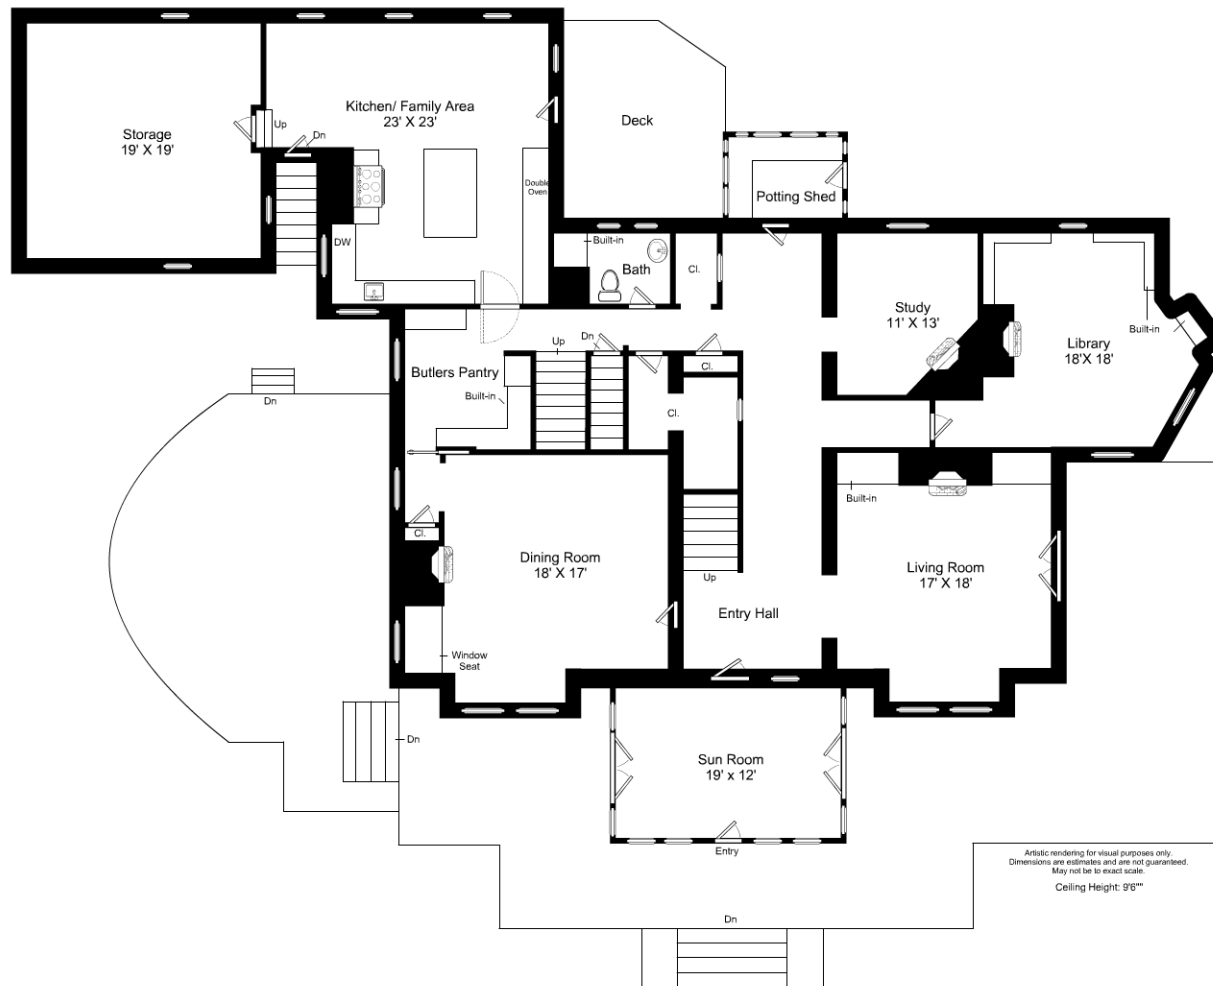 Kitchen/ Family Area
23' X 23'
Deck
Storage
19' X 19'
Up
Dn
Double
Oven
Potting Shed
DW
Built-in
Bath
Cl.
Study
11' X 13'
Built-in
Library
18'X 18'
Up
Dn
Butlers Pantry
Cl.
Built-in
Dn
Cl.
Built-in
Cl.
Dining Room
18' X 17'
Living Room
17' X 18'
Up
Entry Hall
Window
Seat
Dn
Sun Room
19' x 12'
Entry
Artistic rendering for visual purposes only.
Dimensions are estimates and are not guaranteed.
May not be to exact scale.
Ceiling Height: 9'6""
Dn